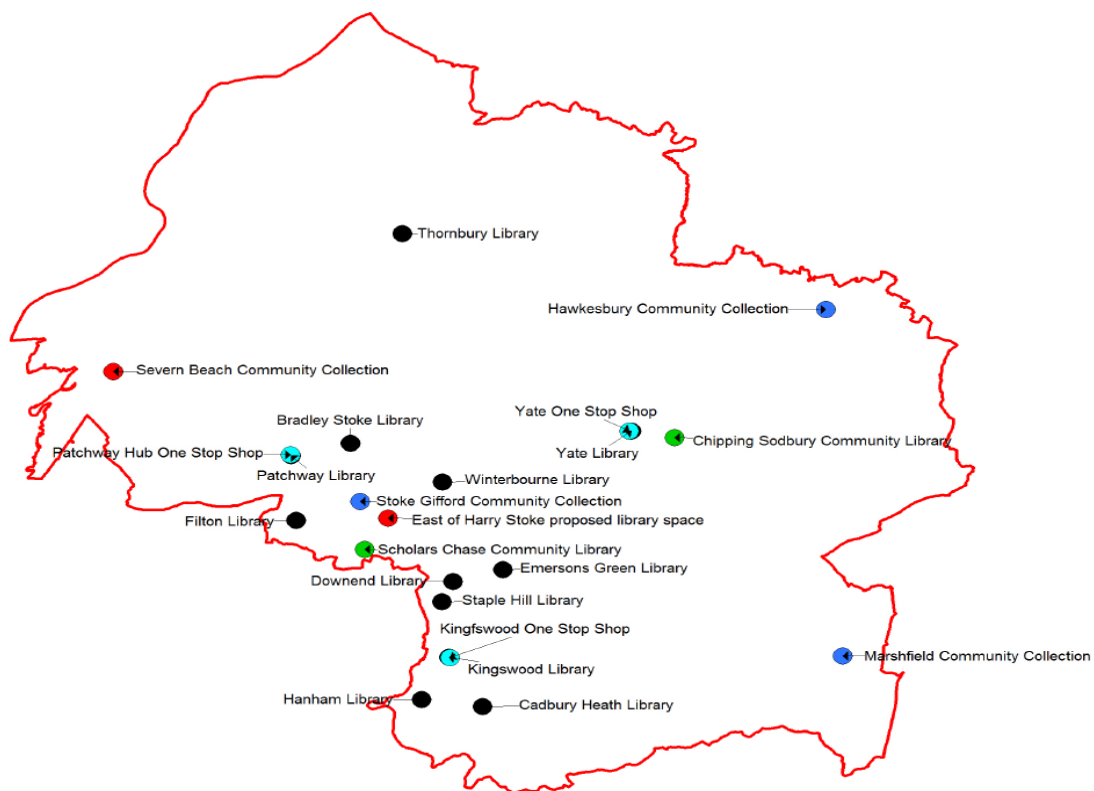 Thornbury Library
Hawkesbury Community Collection
Severn Beach Community Collection
Yate One Stop Shop
Bradley Stoke Library
Chipping Sodbury Community Library
Patchway Hub One Stop Shop
Yate Library
Patchway Library
Winterbourne Library
Stoke Gifford Community Collection
Filton Library
East of Harry Stoke proposed library space
Scholars Chase Community Library
Emersons Green Library
Downend Library
Staple Hill Library
Kingfswood One Stop Shop
Marshfield Community Collection
Kingswood Library
Hanham Library
Cadbury Heath Library